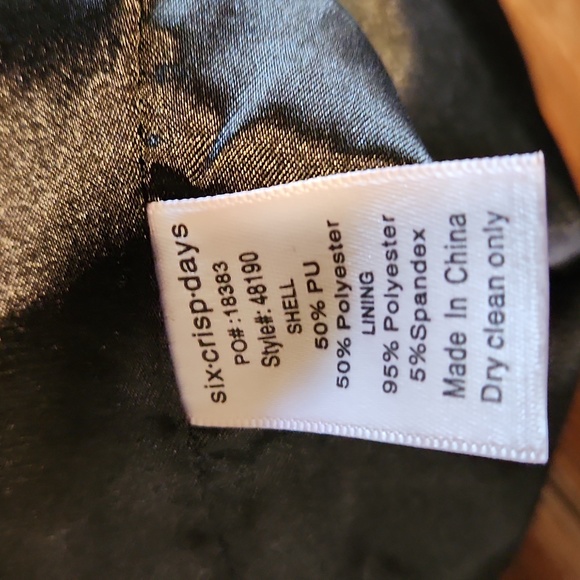 six·crisp·days
PO#:18383
Style#: 48190
SHELL
50% PU
50% Polyester
LINING
95% Polyester
5%Spandex
Made In China
Dry clean only